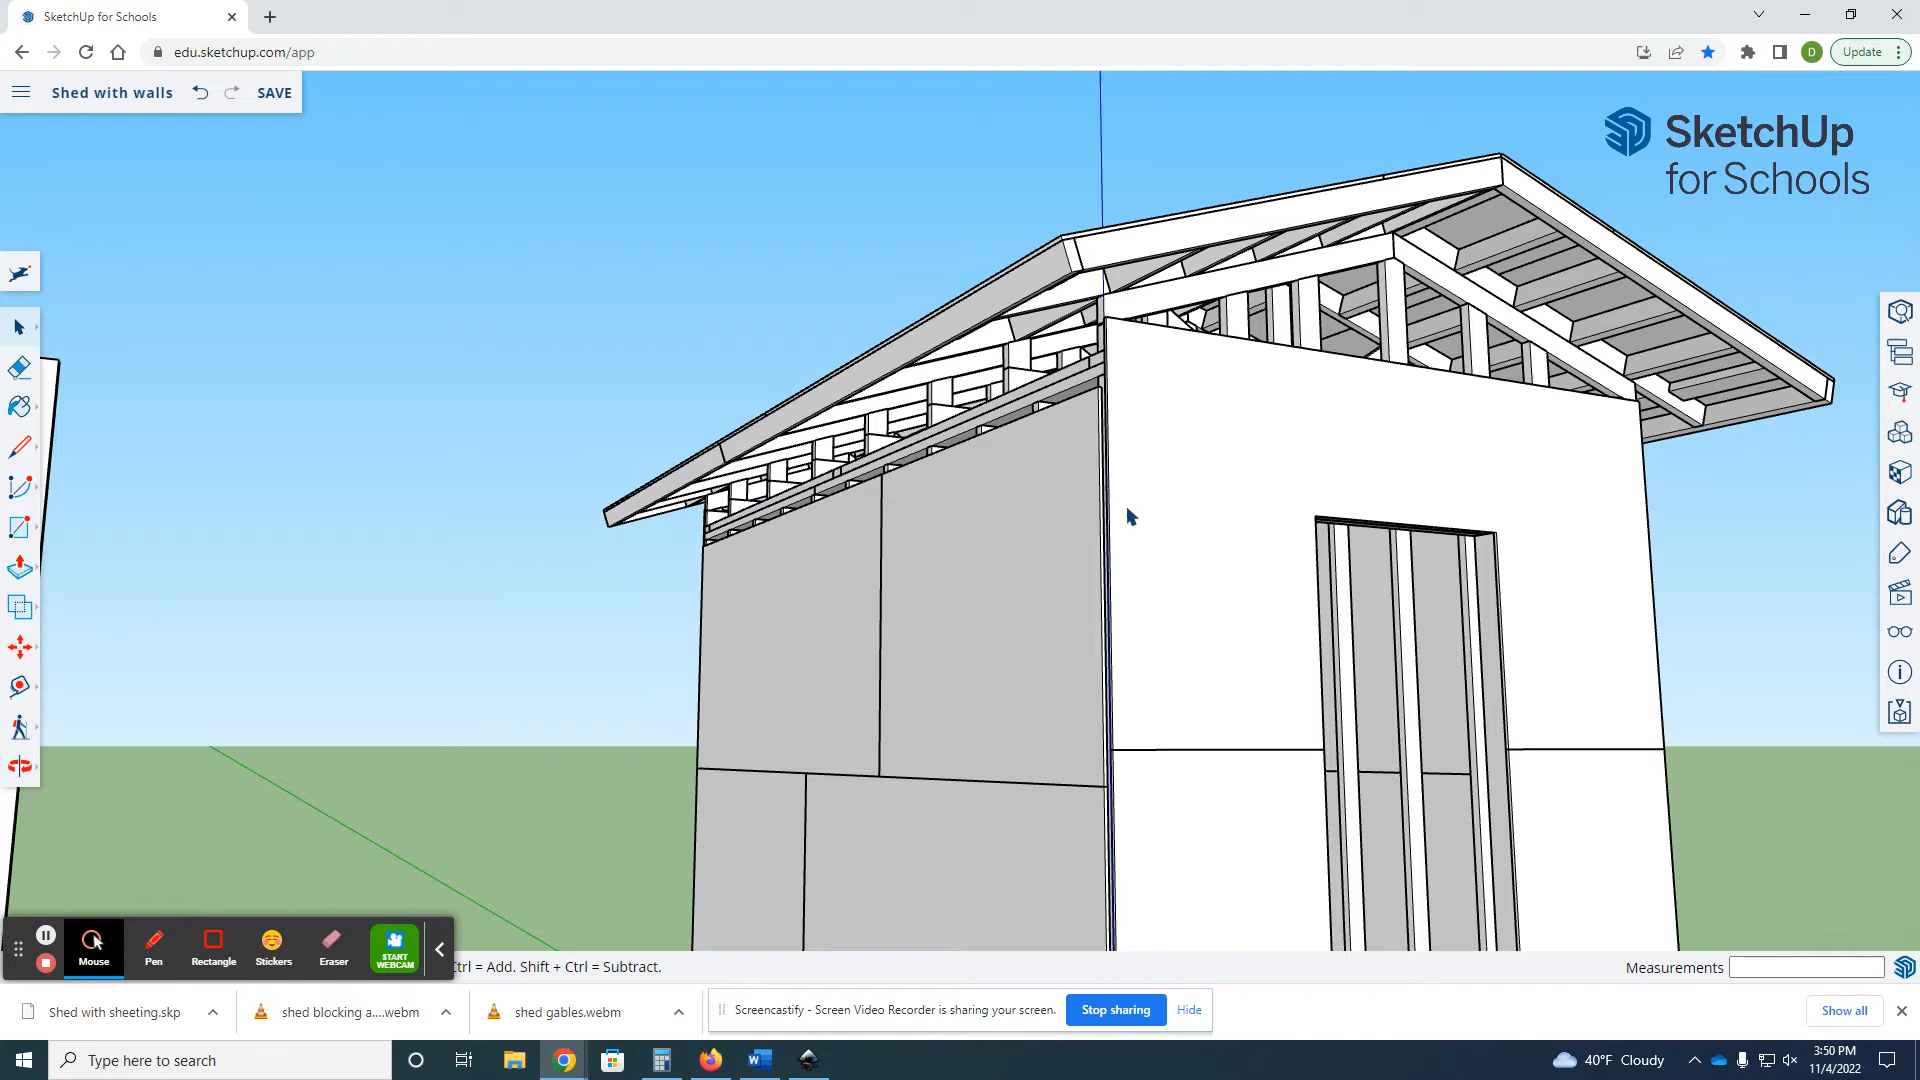 SketchUp for Schools
edu.sketchup.com/app
D
Update
Shed with walls
SAVE
SketchUp
for Schools
Mouse
Pen
Rectangle
Stickers
Eraser
START
WEBCAM
Ctrl = Add. Shift + Ctrl = Subtract.
Measurements
Shed with sheeting.skp
shed blocking a....webm
shed gables.webm
Screencastify - Screen Video Recorder is sharing your screen.
Stop sharing
Hide
Show all
Type here to search
40°F Cloudy
3:50 PM
11/4/2022